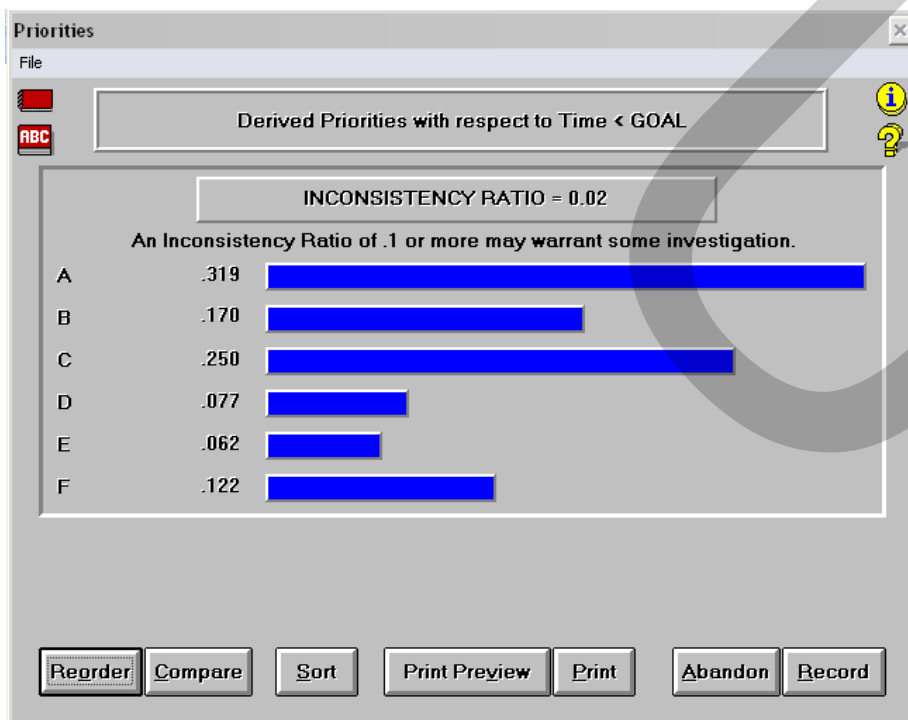 Priorities
File
ABC
Derived Priorities with respect to Time < GOAL
i
?
INCONSISTENCY RATIO = 0.02
An Inconsistency Ratio of .1 or more may warrant some investigation.
A .319
B .170
C .250
D .077
E .062
F .122
Reorder Compare Sort Print Preview Print Abandon Record